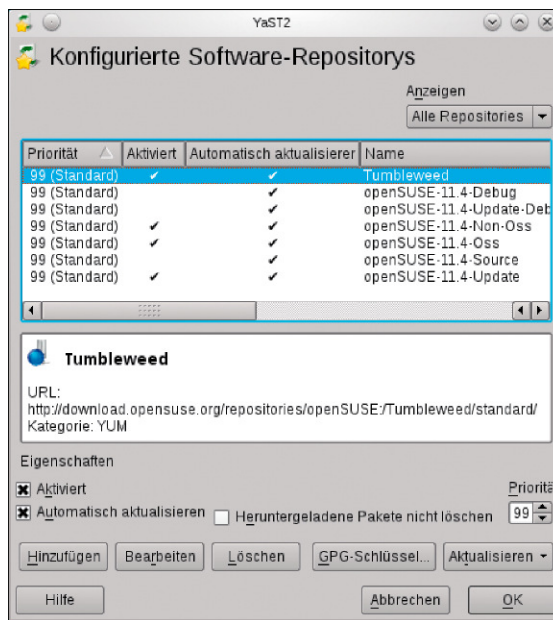 YaST2
Konfigurierte Software-Repositorys
Anzeigen
Alle Repositories
Priorität Aktiviert Automatisch aktualisierer Name
99 (Standard) ✔ ✔ Tumbleweed
99 (Standard) ✔ openSUSE-11.4-Debug
99 (Standard) ✔ openSUSE-11.4-Update-Deb
99 (Standard) ✔ ✔ openSUSE-11.4-Non-Oss
99 (Standard) ✔ ✔ openSUSE-11.4-Oss
99 (Standard) ✔ openSUSE-11.4-Source
99 (Standard) ✔ ✔ openSUSE-11.4-Update
Tumbleweed
URL:
http://download.opensuse.org/repositories/openSUSE:/Tumbleweed/standard/
Kategorie: YUM
Eigenschaften
Aktiviert
Prioritä
Automatisch aktualisieren Heruntergeladene Pakete nicht löschen 99
Hinzufügen Bearbeiten Löschen GPG-Schlüssel... Aktualisieren
Hilfe Abbrechen OK